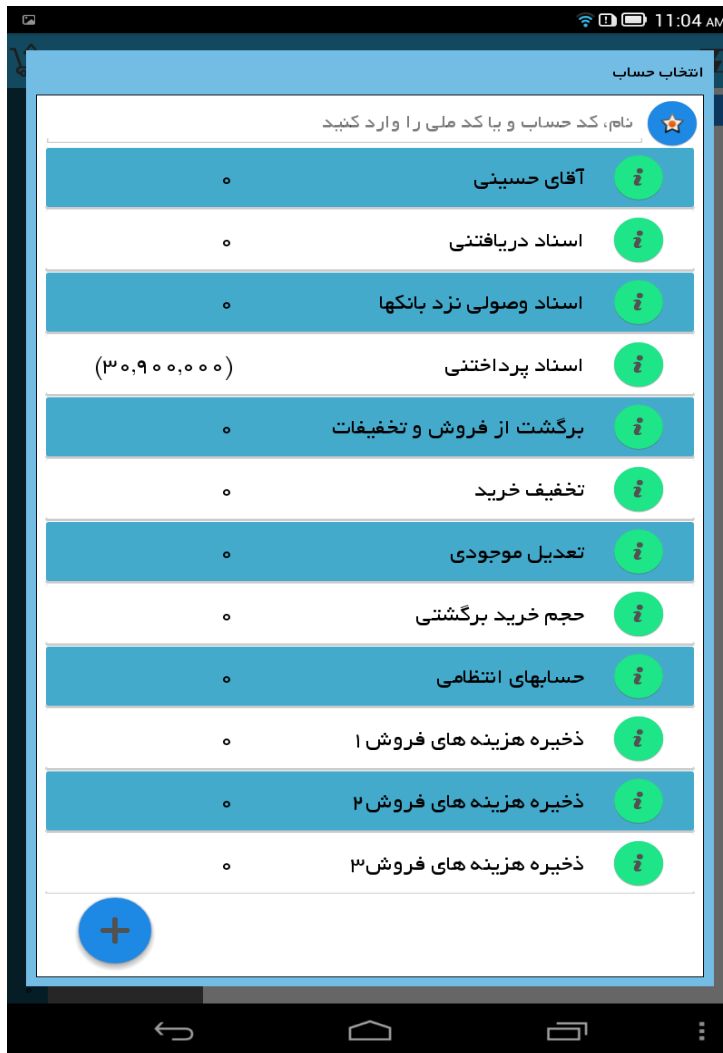 11:04 AM
انتخاب حساب
نام، کد حساب و یا کد ملی را وارد کنید
آقای حسینی ۰
اسناد دریافتنی ۰
اسناد وصولی نزد بانکها ۰
اسناد پرداختنی (۳۰,۹۰۰,۰۰۰)
برگشت از فروش و تخفیفات ۰
تخفیف خرید ۰
تعدیل موجودی ۰
حجم خرید برگشتی ۰
حسابهای انتظامی ۰
ذخیره هزینه های فروش۱ ۰
ذخیره هزینه های فروش۲ ۰
ذخیره هزینه های فروش۳ ۰